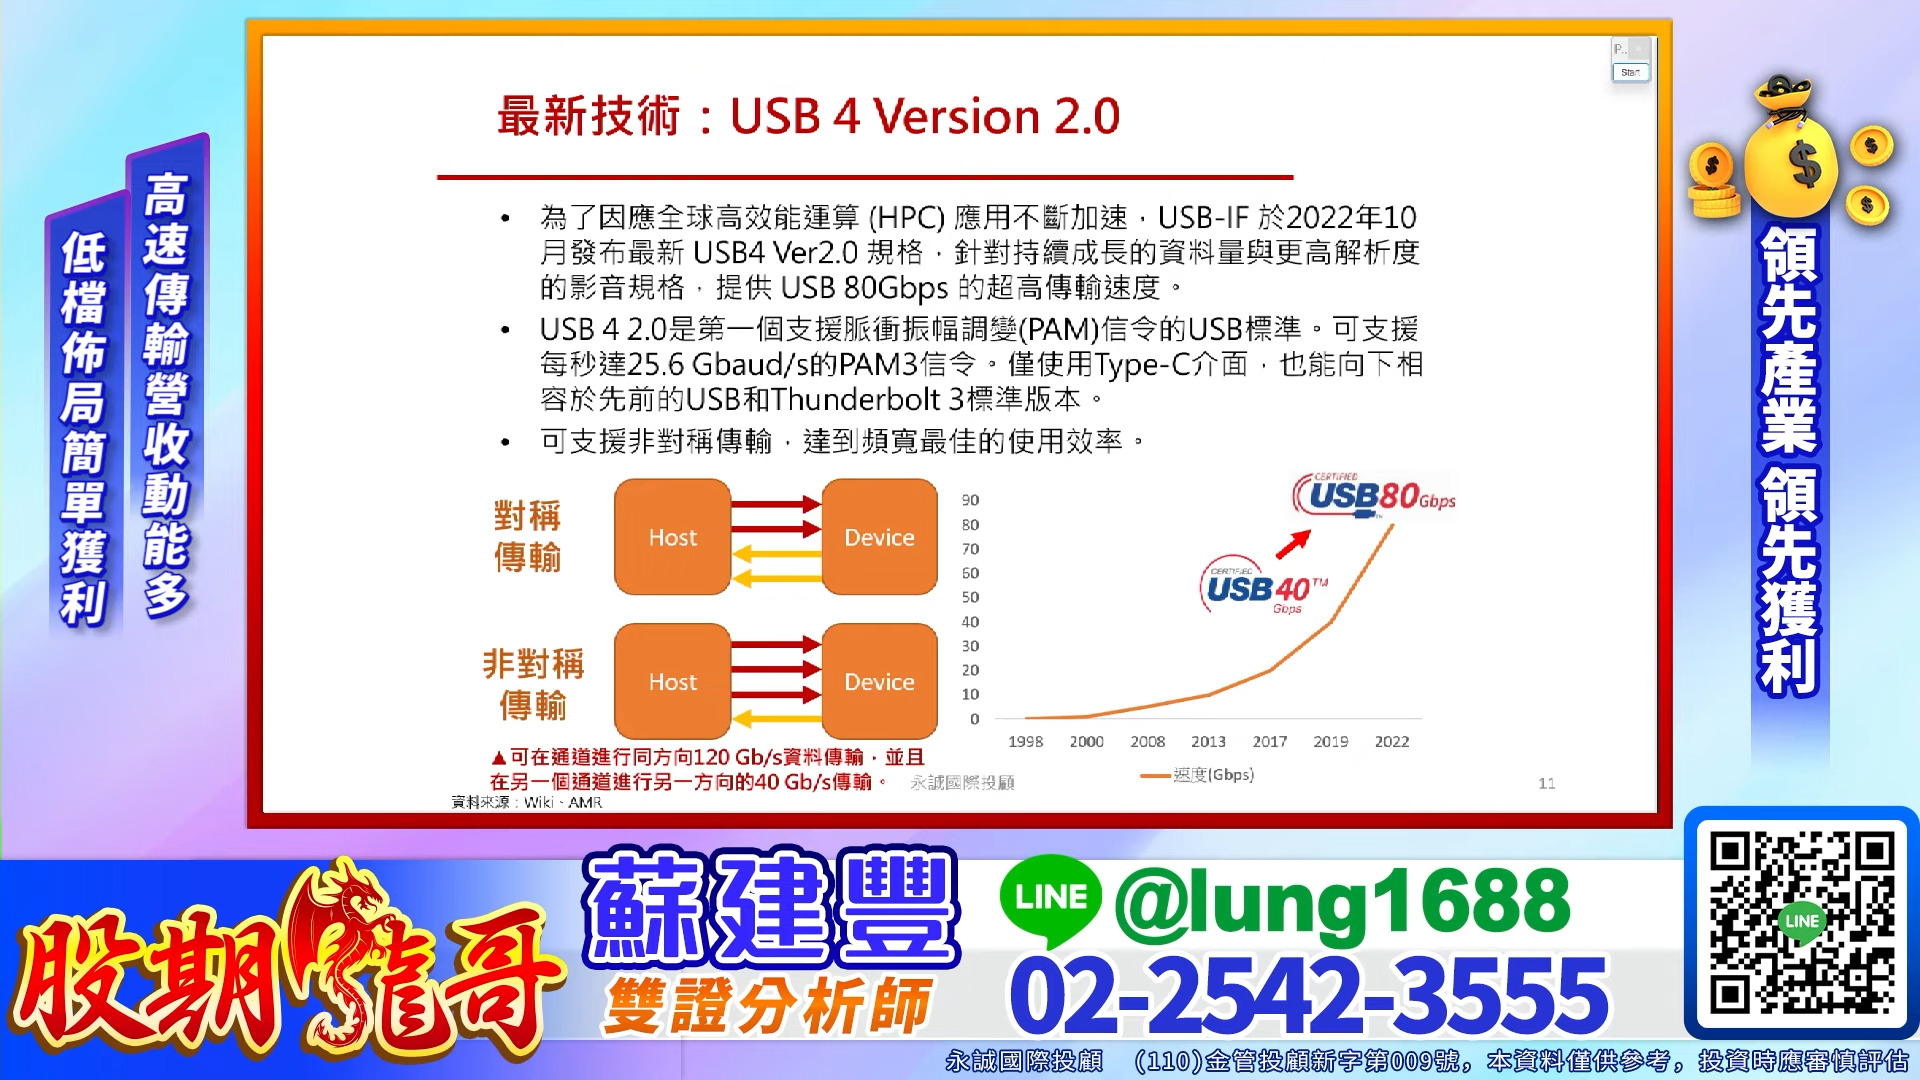 高速傳輸營收動能多
低檔佈局簡單獲利
P..
Start
最新技術：USB 4 Version 2.0
• 為了因應全球高效能運算 (HPC) 應用不斷加速，USB-IF 於2022年10
月發布最新 USB4 Ver2.0 規格，針對持續成長的資料量與更高解析度
的影音規格，提供 USB 80Gbps 的超高傳輸速度。
• USB 4 2.0是第一個支援脈衝振幅調變(PAM)信令的USB標準。可支援
每秒達25.6 Gbaud/s的PAM3信令。僅使用Type-C介面，也能向下相
容於先前的USB和Thunderbolt 3標準版本。
• 可支援非對稱傳輸，達到頻寬最佳的使用效率。
對稱
傳輸
Host
Device
非對稱
傳輸
Host
Device
▲可在通道進行同方向120 Gb/s資料傳輸，並且
在另一個通道進行另一方向的40 Gb/s傳輸。
資料來源：Wiki、AMR
90
80
70
60
50
40
30
20
10
0
1998 2000 2008 2013 2017 2019 2022
速度(Gbps)
CERTIFIED
USB40™
Gbps
CERTIFIED
USB80Gbps
永誠國際投顧
11
領先產業 領先獲利
股期龍哥
蘇建豐
雙證分析師
LINE @lung1688
02-2542-3555
LINE
永誠國際投顧 (110)金管投顧新字第009號，本資料僅供參考，投資時應審慎評估